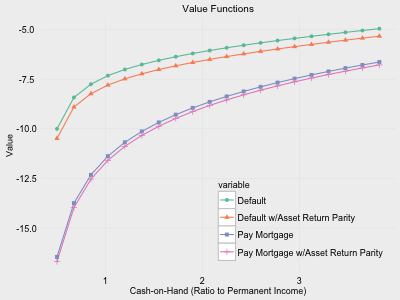 Value Functions
-5.0
-7.5
-10.0
-12.5
-15.0
Value
variable
Default
Default w/Asset Return Parity
Pay Mortgage
Pay Mortgage w/Asset Return Parity
1 2 3
Cash-on-Hand (Ratio to Permanent Income)